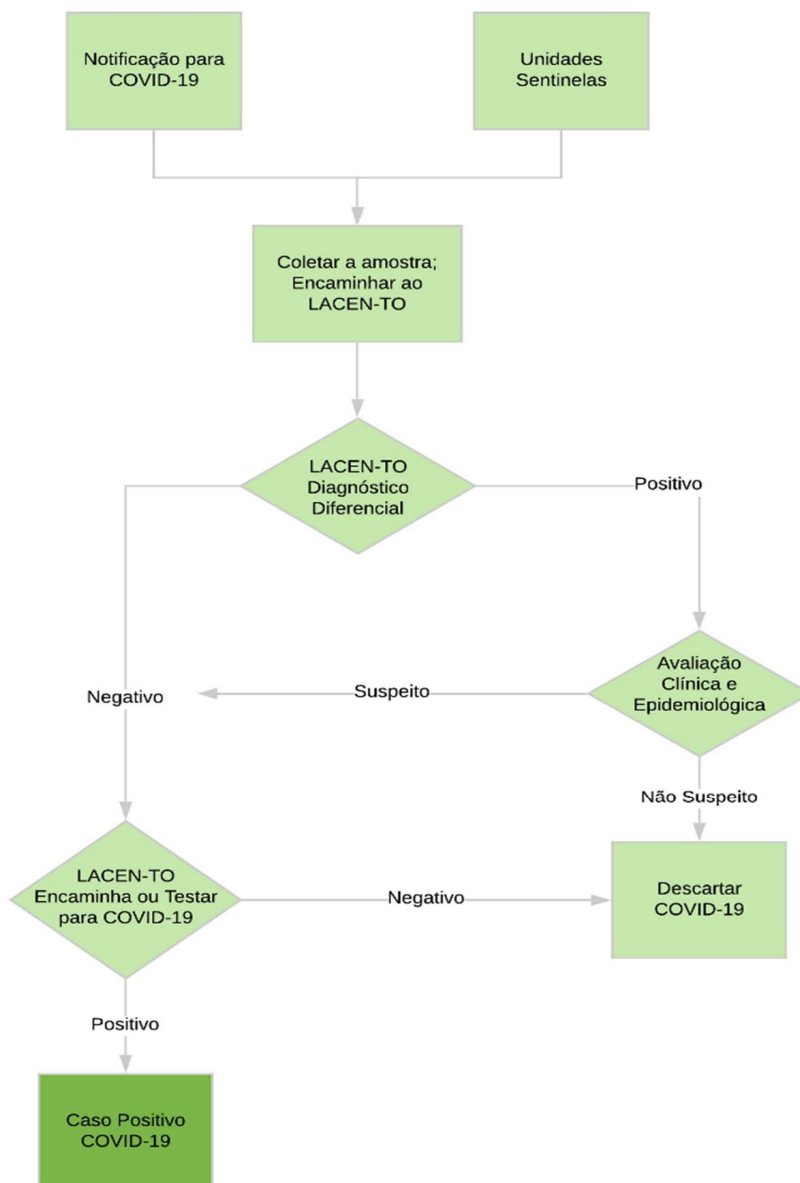 Notificação para
COVID-19
Unidades
Sentinelas
Coletar a amostra;
Encaminhar ao
LACEN-TO
LACEN-TO
Diagnóstico
Diferencial
Positivo
Avaliação
Clínica e
Epidemiológica
Suspeito
Negativo
Não Suspeito
LACEN-TO
Encaminha ou Testar
para COVID-19
Negativo
Descartar
COVID-19
Positivo
Caso Positivo
COVID-19